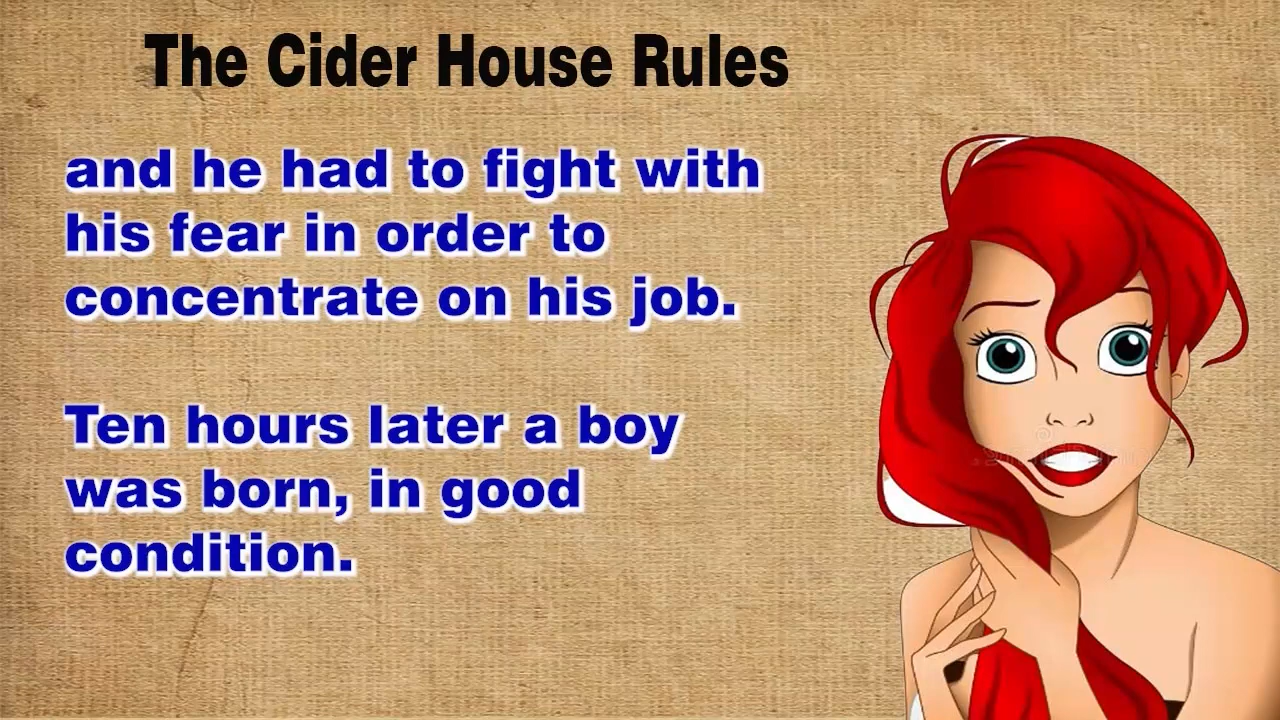 The Cider House Rules
and he had to fight with
his fear in order to
concentrate on his job.
Ten hours later a boy
was born, in good
condition.